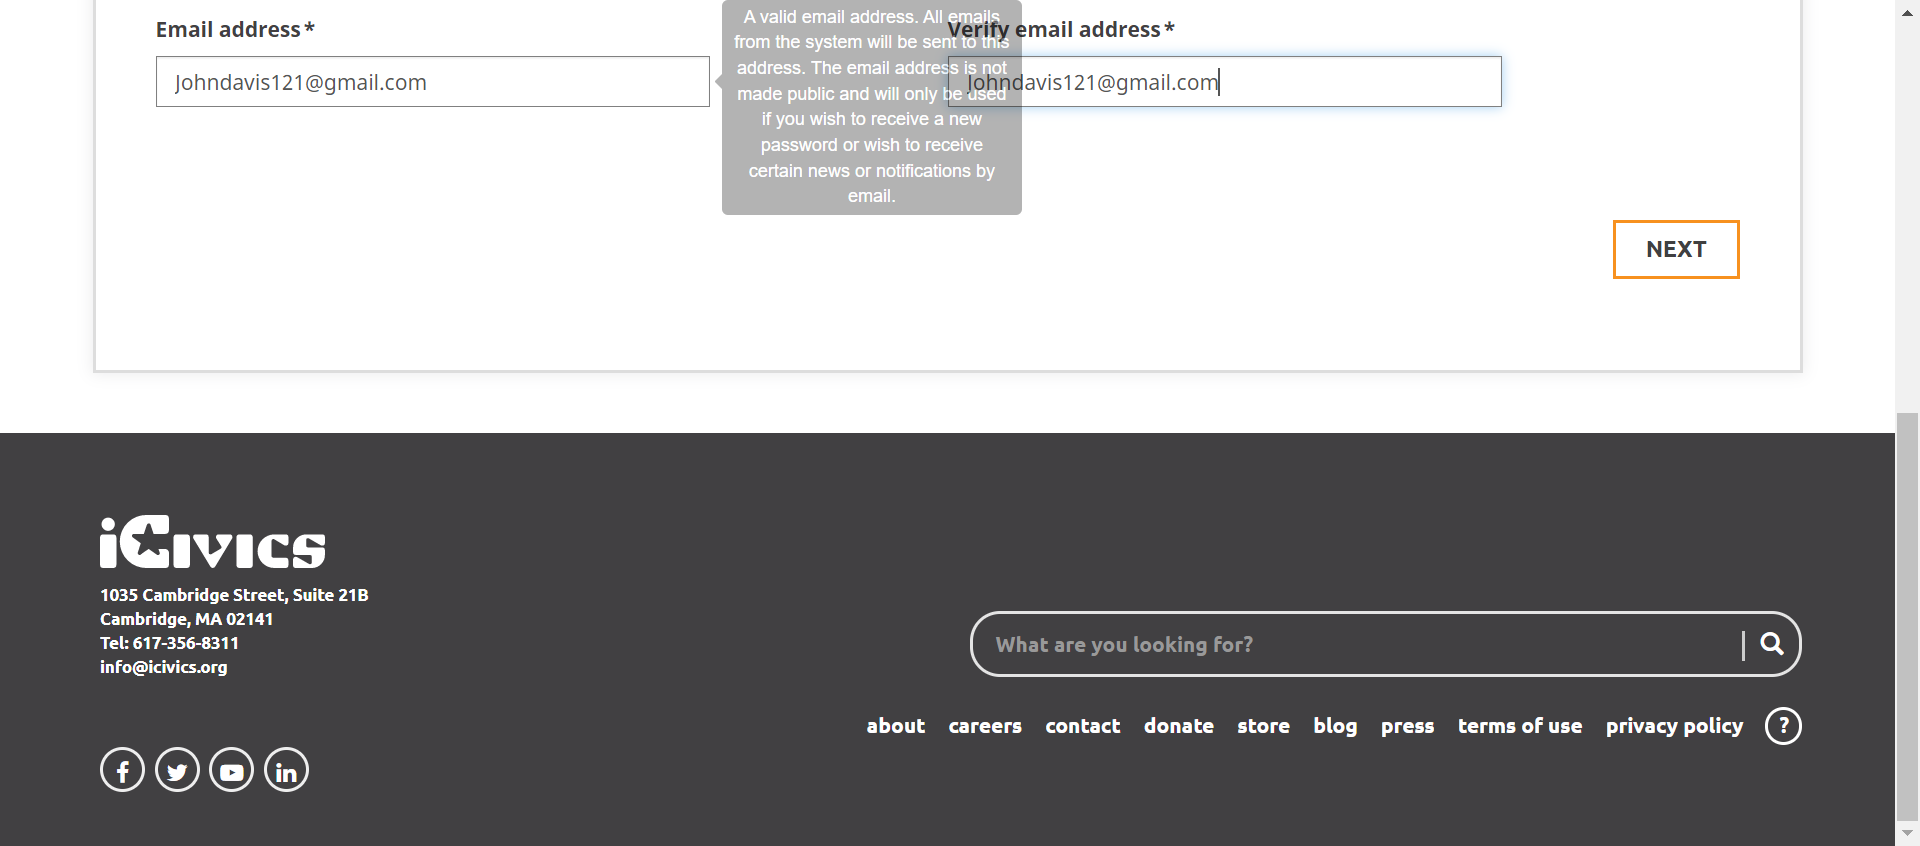 Email address *
Johndavis121@gmail.com
A valid email address. All emails
from the system will be sent to this
address. The email address is not
made public and will only be used
if you wish to receive a new
password or wish to receive
certain news or notifications by
email.
Verify email address *
Johndavis121@gmail.com
NEXT
iCivics
1035 Cambridge Street, Suite 21B
Cambridge, MA 02141
Tel: 617-356-8311
info@icivics.org
What are you looking for?
about careers contact donate store blog press terms of use privacy policy ?